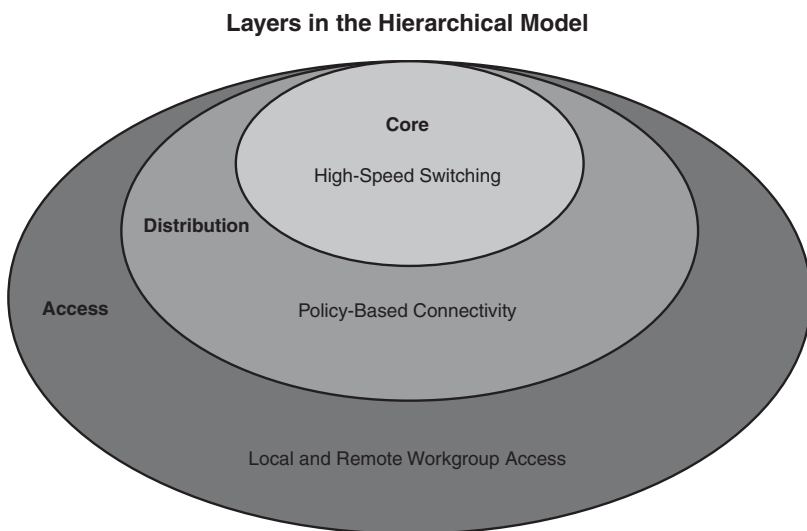 Layers in the Hierarchical Model
Core
High-Speed Switching
Distribution
Access
Policy-Based Connectivity
Local and Remote Workgroup Access